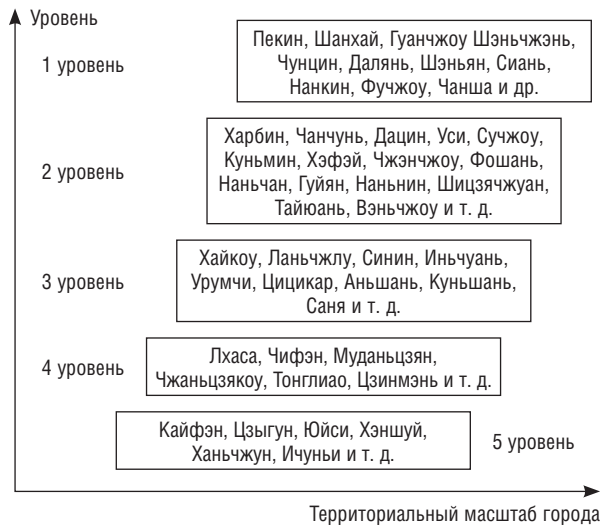 Уровень
1 уровень
Пекин, Шанхай, Гуанчжоу Шэньчжэнь,
Чунцин, Далянь, Шэньян, Сиань,
Нанкин, Фучжоу, Чанша и др.
2 уровень
Харбин, Чанчунь, Дацин, Уси, Сучжоу,
Куньмин, Хэфэй, Чжэнчжоу, Фошань,
Наньчан, Гуйян, Наньнин, Шицзячжуан,
Тайюань, Вэньчжоу и т. д.
3 уровень
Хайкоу, Ланьчжлу, Синин, Иньчуань,
Урумчи, Цицикар, Аньшань, Куньшань,
Саня и т. д.
4 уровень
Лхаса, Чифэн, Муданьцзян,
Чжаньцзякоу, Тонглиао, Цзинмэнь и т. д.
Кайфэн, Цзыгун, Юйси, Хэншуй,
Ханьчжун, Ичуньи и т. д.
5 уровень
Территориальный масштаб города